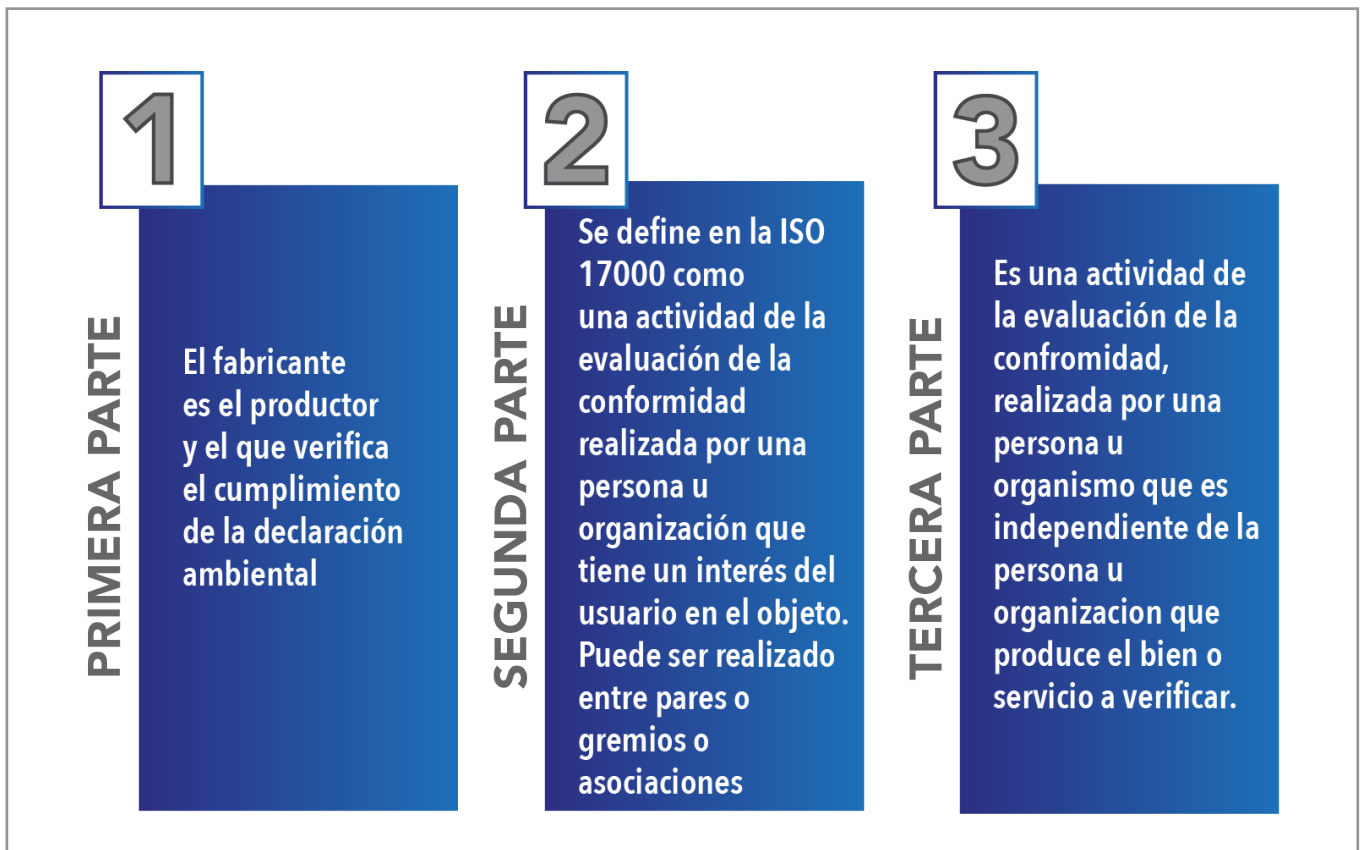 1
PRIMERA PARTE
El fabricante
es el productor
y el que verifica
el cumplimiento
de la declaración
ambiental
2
SEGUNDA PARTE
Se define en la ISO
17000 como
una actividad de la
evaluación de la
conformidad
realizada por una
persona u
organización que
tiene un interés del
usuario en el objeto.
Puede ser realizado
entre pares o
gremios o
asociaciones
3
TERCERA PARTE
Es una actividad de
la evaluación de la
confromidad,
realizada por una
persona u
organismo que es
independiente de la
persona u
organizacion que
produce el bien o
servicio a verificar.